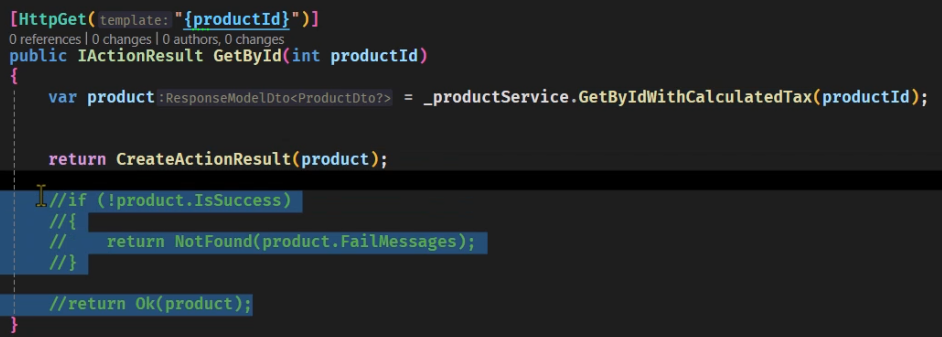 [HttpGet(template:"{productId}")]
0 references | 0 changes | 0 authors, 0 changes
public IActionResult GetById(int productId)
{
var product:ResponseModelDto<ProductDto?> = _productService.GetByIdWithCalculatedTax(productId);
return CreateActionResult(product);
//if (!product.IsSuccess)
//{
//    return NotFound(product.FailMessages);
//}
//return Ok(product);
}